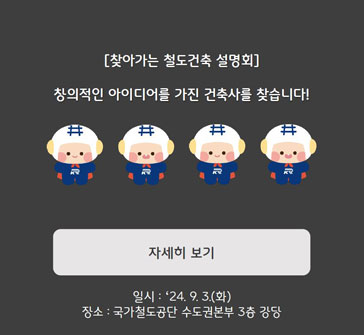 [찾아가는 철도건축 설명회]
창의적인 아이디어를 가진 건축사를 찾습니다!
자세히 보기
일시 : ‘24. 9. 3.(화)
장소 : 국가철도공단 수도권본부 3층 강당